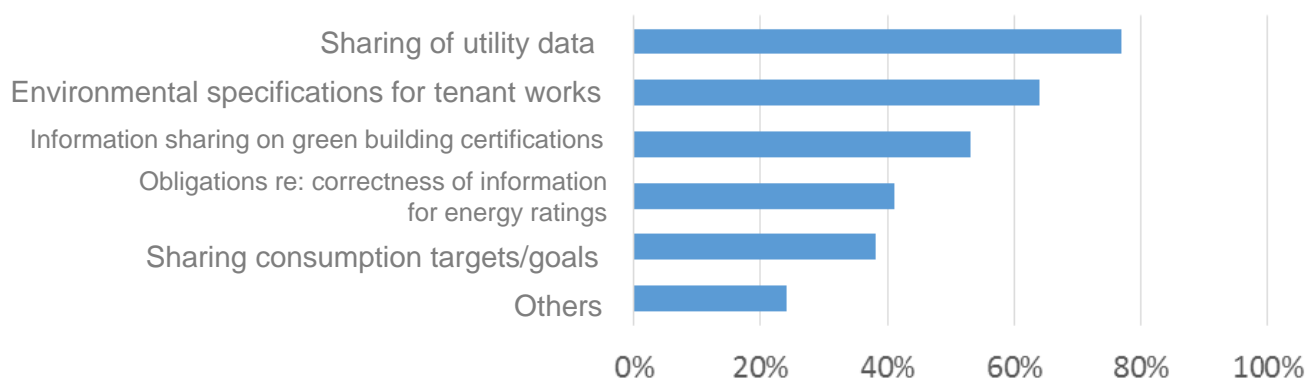 Sharing of utility data
Environmental specifications for tenant works
Information sharing on green building certifications
Obligations re: correctness of information
for energy ratings
Sharing consumption targets/goals
Others
0% 20% 40% 60% 80% 100%